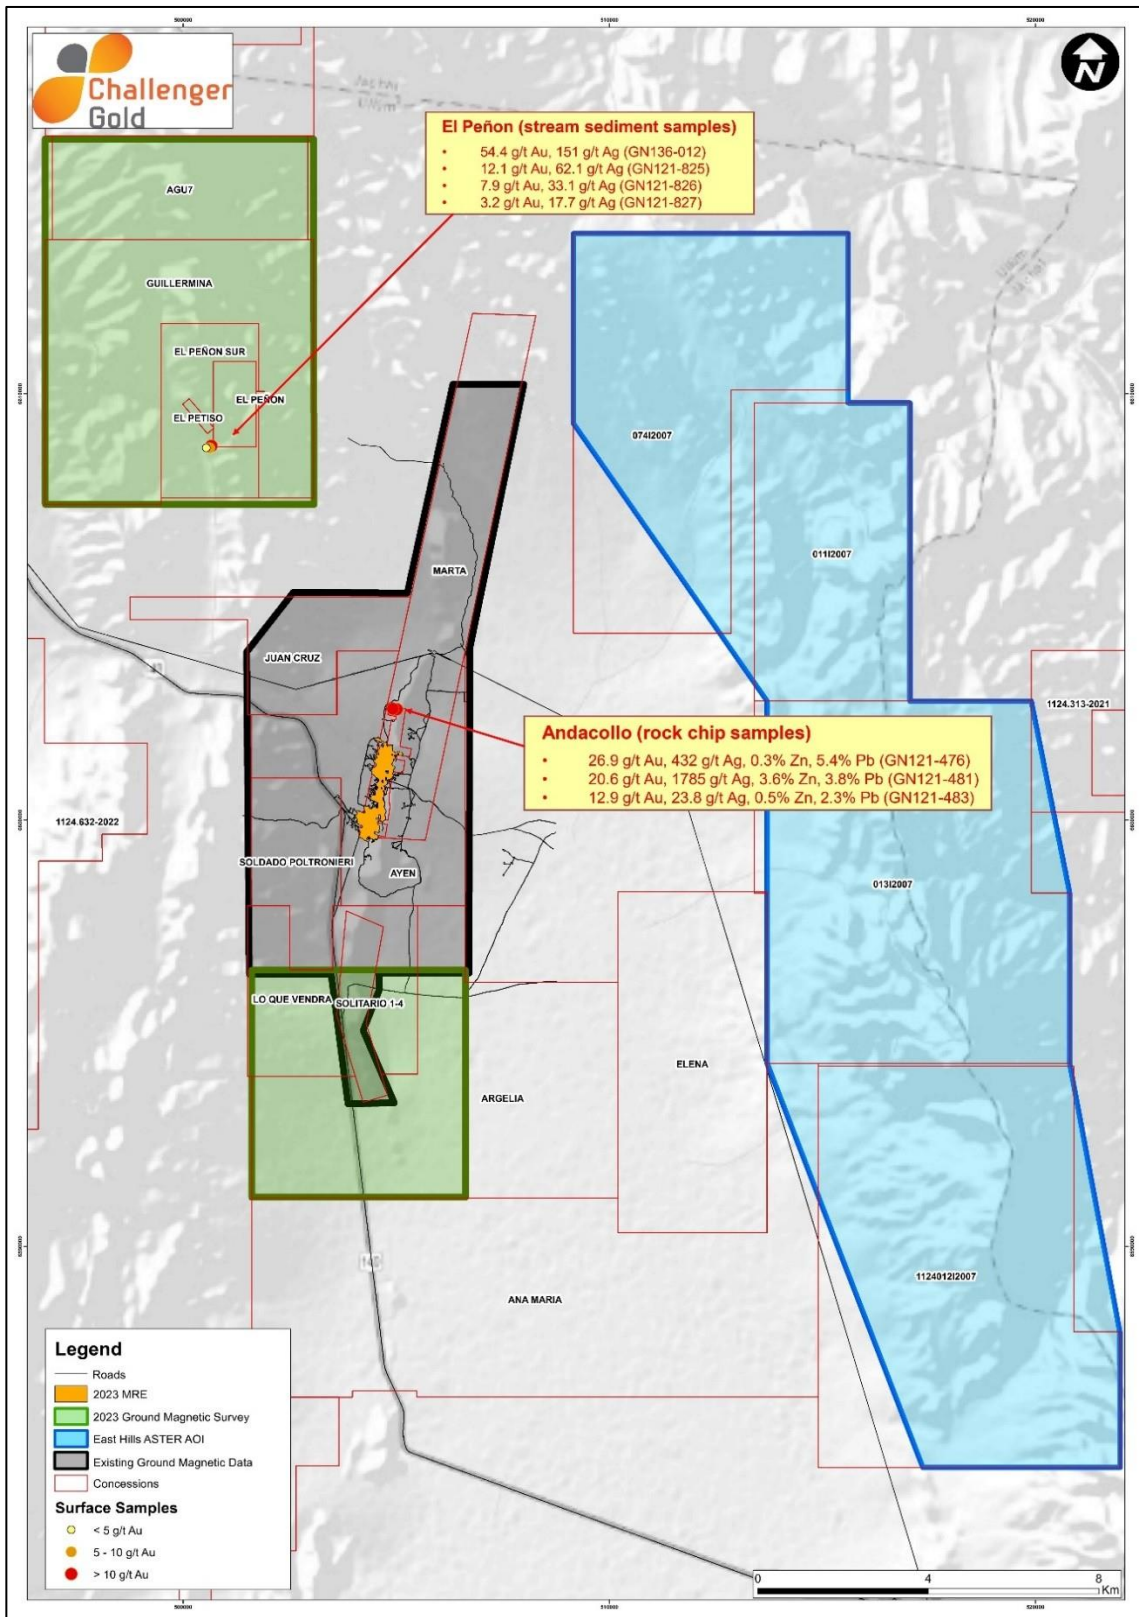 500000
510000
520000
Challenger
Gold
N
El Peñon (stream sediment samples)
• 54.4 g/t Au, 151 g/t Ag (GN136-012)
• 12.1 g/t Au, 62.1 g/t Ag (GN121-825)
• 7.9 g/t Au, 33.1 g/t Ag (GN121-826)
• 3.2 g/t Au, 17.7 g/t Ag (GN121-827)
AGU7
GUILLERMINA
EL PEÑON SUR
EL PEÑON
EL PETISO
074I2007
011I2007
MARTA
JUAN CRUZ
1124.313-2021
Andacollo (rock chip samples)
• 26.9 g/t Au, 432 g/t Ag, 0.3% Zn, 5.4% Pb (GN121-476)
• 20.6 g/t Au, 1785 g/t Ag, 3.6% Zn, 3.8% Pb (GN121-481)
• 12.9 g/t Au, 23.8 g/t Ag, 0.5% Zn, 2.3% Pb (GN121-483)
1124.632-2022
SOLDADO POLTRONIERI
AYEN
013I2007
LO QUE VENDRA
SOLITARIO 1-4
ELENA
ARGELIA
1124012I2007
ANA MARIA
Legend
Roads
2023 MRE
2023 Ground Magnetic Survey
East Hills ASTER AOI
Existing Ground Magnetic Data
Concessions
Surface Samples
< 5 g/t Au
5 - 10 g/t Au
> 10 g/t Au
0 4 8
Km
500000
510000
520000